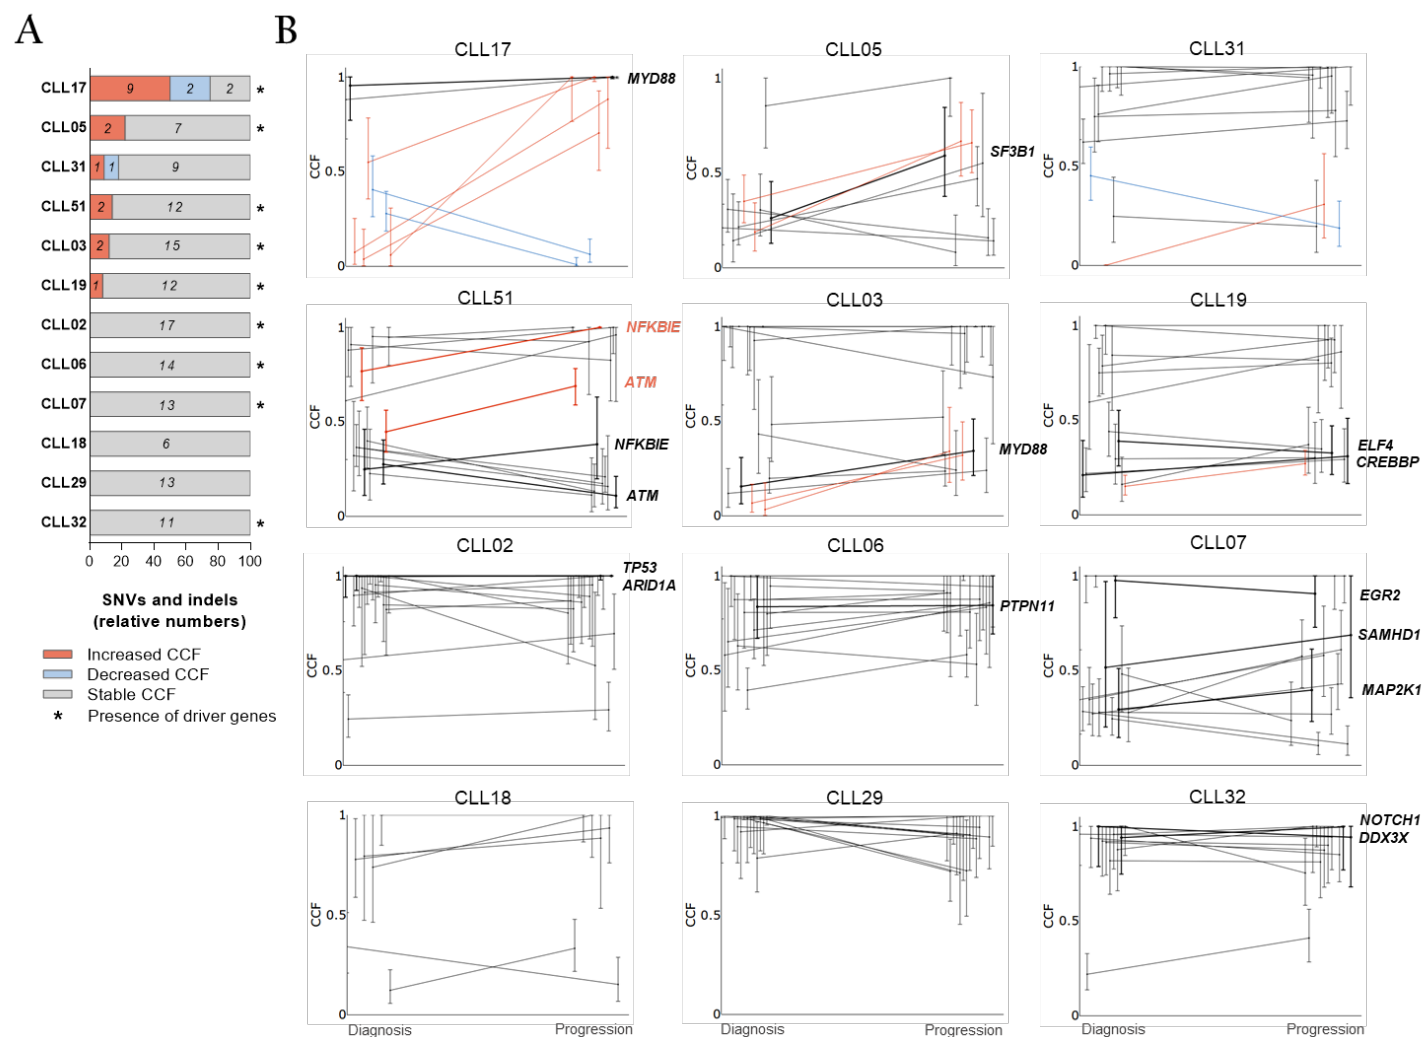 A
CLL17 9 2 2 *
CLL05 2 7 *
CLL31 1 1 9
CLL51 2 12 *
CLL03 2 15 *
CLL19 1 12 *
CLL02 17 *
CLL06 14 *
CLL07 13 *
CLL18 6
CLL29 13
CLL32 11 *
0 20 40 60 80 100
SNVs and indels
(relative numbers)
Increased CCF
Decreased CCF
Stable CCF
* Presence of driver genes
B
CLL17
1
0.5
0
CCF
MYD88
CLL05
1
0.5
0
CCF
SF3B1
CLL31
1
0.5
0
CCF
CLL51
1
0.5
0
CCF
NFKBIE
ATM
NFKBIE
ATM
CLL03
1
0.5
0
CCF
MYD88
CLL19
1
0.5
0
CCF
ELF4
CREBBP
CLL02
1
0.5
0
CCF
TP53
ARID1A
CLL06
1
0.5
0
CCF
PTPN11
CLL07
1
0.5
0
CCF
EGR2
SAMHD1
MAP2K1
CLL18
1
0.5
0
CCF
Diagnosis Progression
CLL29
1
0.5
0
CCF
Diagnosis Progression
CLL32
1
0.5
0
CCF
NOTCH1
DDX3X
Diagnosis Progression